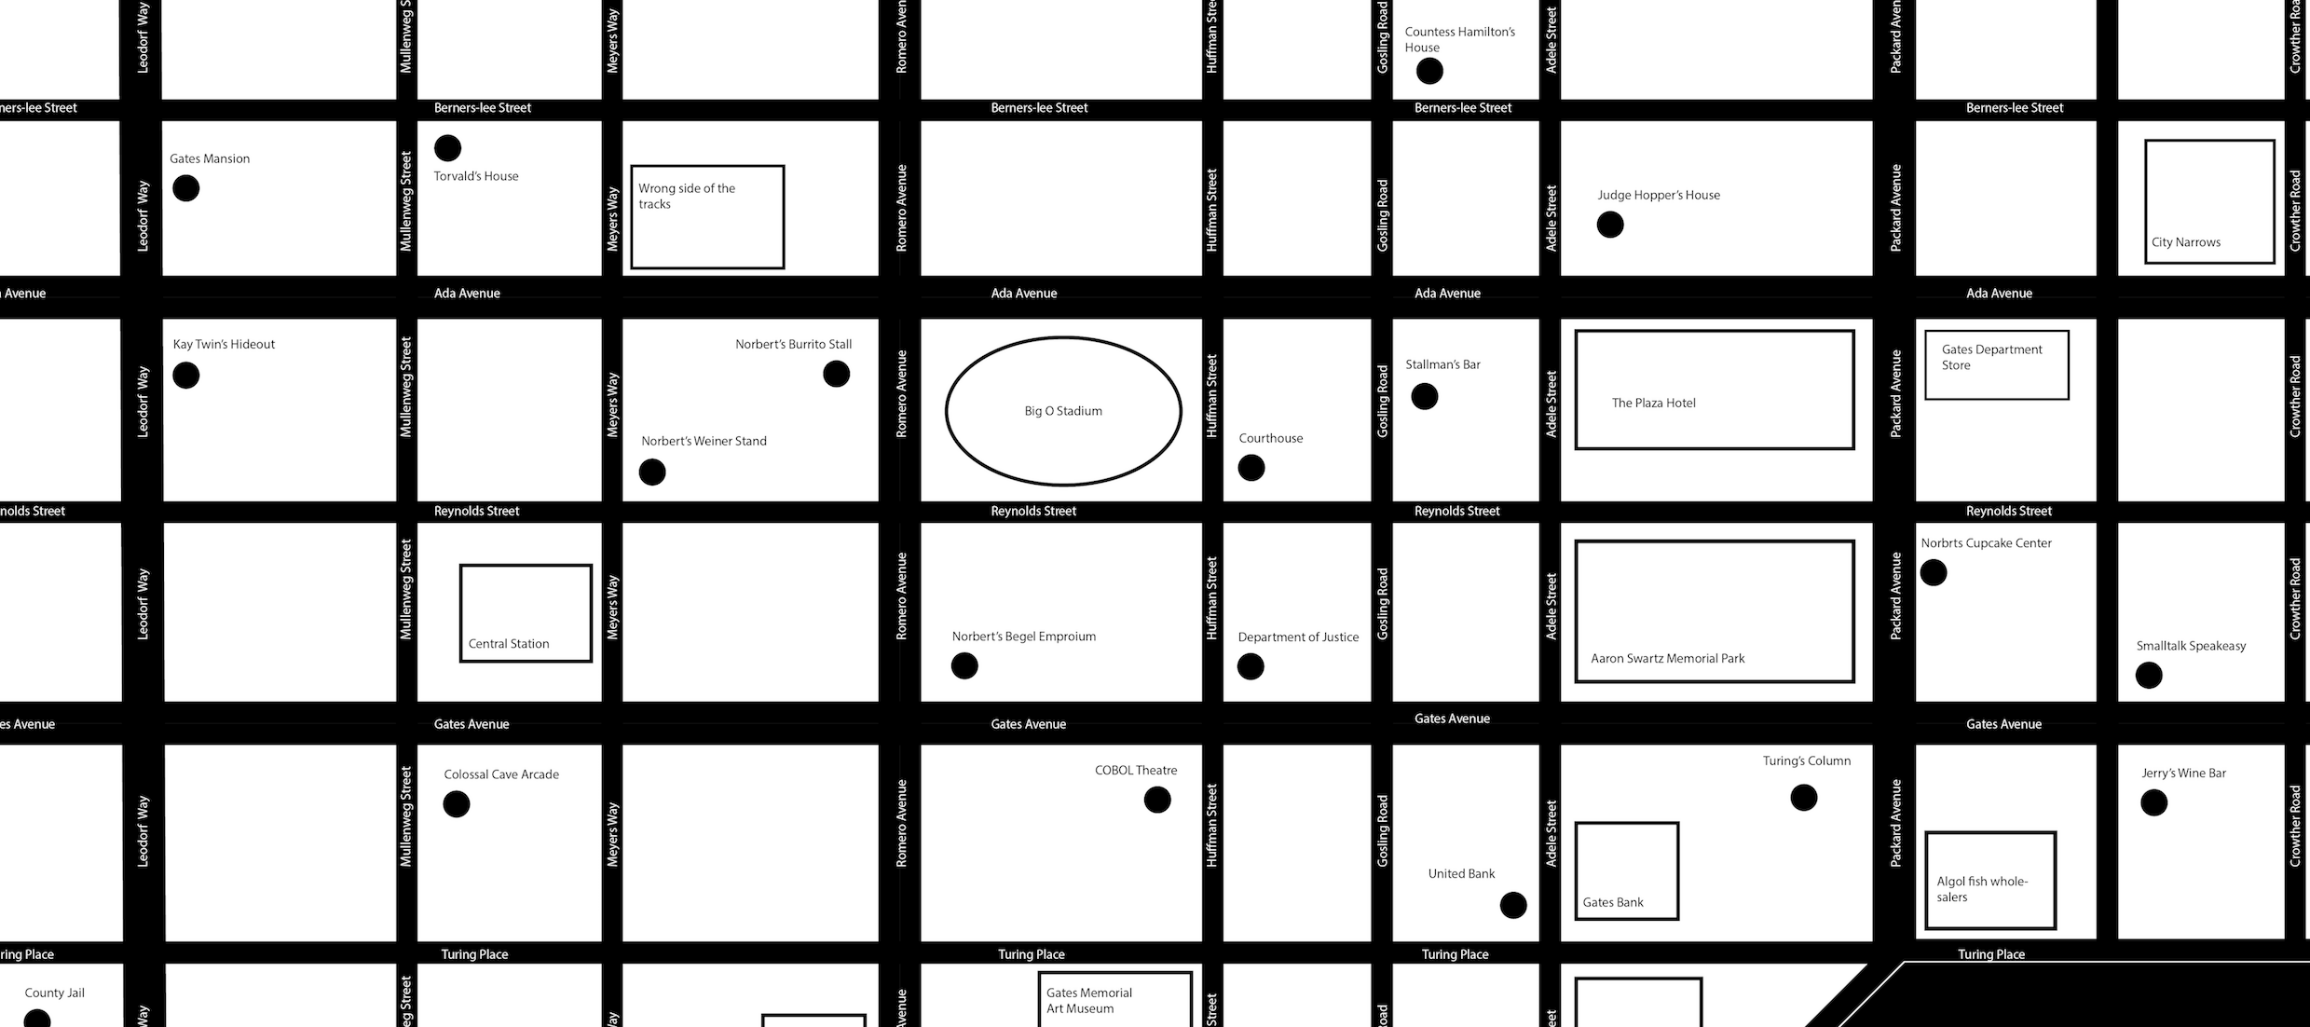 Leodorf Way
Mullenweg S
Meyers Way
Romero Aven
Huffman Stre
Gosling Road
Adele Street
Packard Aven
Crowther Roa
Countess Hamilton's
House
ners-lee Street
Berners-lee Street
Berners-lee Street
Berners-lee Street
Berners-lee Street
Gates Mansion
Torvald's House
Wrong side of the
tracks
Judge Hopper's House
City Narrows
Leodorf Way
Mullenweg Street
Meyers Way
Romero Avenue
Huffman Street
Gosling Road
Adele Street
Packard Avenue
Crowther Road
a Avenue
Ada Avenue
Ada Avenue
Ada Avenue
Ada Avenue
Kay Twin's Hideout
Norbert's Burrito Stall
Norbert's Weiner Stand
Big O Stadium
Courthouse
Stallman's Bar
The Plaza Hotel
Gates Department
Store
Leodorf Way
Mullenweg Street
Meyers Way
Romero Avenue
Huffman Street
Gosling Road
Adele Street
Packard Avenue
Crowther Road
nolds Street
Reynolds Street
Reynolds Street
Reynolds Street
Reynolds Street
Central Station
Norbert's Begel Emproium
Department of Justice
Aaron Swartz Memorial Park
Norbrts Cupcake Center
Smalltalk Speakeasy
Leodorf Way
Mullenweg Street
Meyers Way
Romero Avenue
Huffman Street
Gosling Road
Adele Street
Packard Avenue
Crowther Road
es Avenue
Gates Avenue
Gates Avenue
Gates Avenue
Gates Avenue
Colossal Cave Arcade
COBOL Theatre
United Bank
Gates Bank
Turing's Column
Algol fish whole-
salers
Jerry's Wine Bar
Leodorf Way
Mullenweg Street
Meyers Way
Romero Avenue
Huffman Street
Gosling Road
Adele Street
Packard Avenue
Crowther Road
ring Place
Turing Place
Turing Place
Turing Place
Turing Place
County Jail
Gates Memorial
Art Museum
Way
eg Street
ay
venue
Street
oad
eet